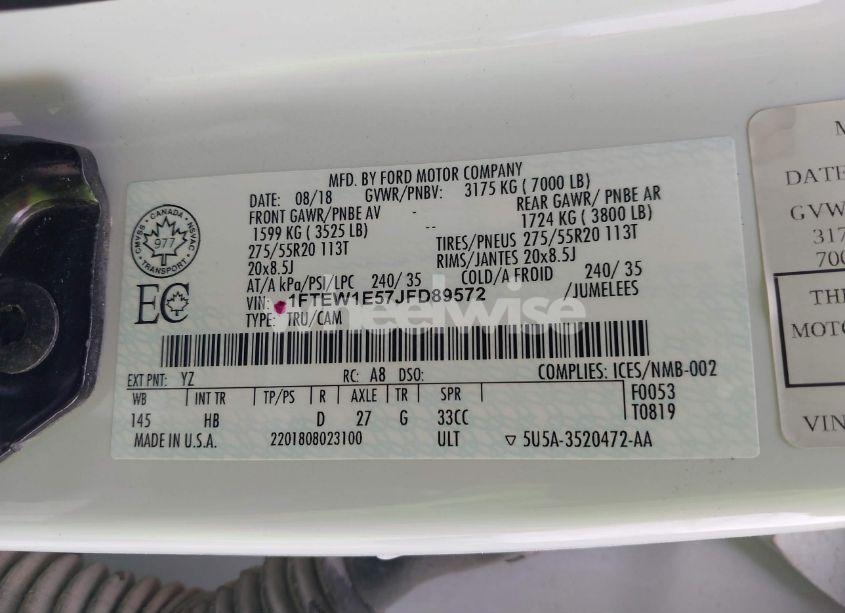 MFD. BY FORD MOTOR COMPANY
DATE: 08/18 GVWR/PNBV: 3175 KG ( 7000 LB)
FRONT GAWR/PNBE AV - REAR GAWR/ PNBE AR
1599 KG ( 3525 LB) - 1724 KG ( 3800 LB)
275/55R20 113T TIRES/PNEUS 275/55R20 113T
20x8.5J RIMS/JANTES 20x8.5J
AT/A kPa/PSI/LPC 240/ 35 COLD/A FROID 240/ 35
VIN: 1FTEW1E57JFD89572 /JUMELEES
TYPE: TRU/CAM
CMVSS · CANADA · NSVAC
977
TRANSPORT
EC
Wheelwise
EXT PNT: YZ RC: A8 DSO: COMPLIES: ICES/NMB-002
WB INT TR TP/PS R AXLE TR SPR F0053
145 HB D 27 G 33CC T0819
MADE IN U.S.A. 2201808023100 ULT ▽ 5U5A-3520472-AA
M
DATE
GVW
317
700
THE
MOTOR
VIN